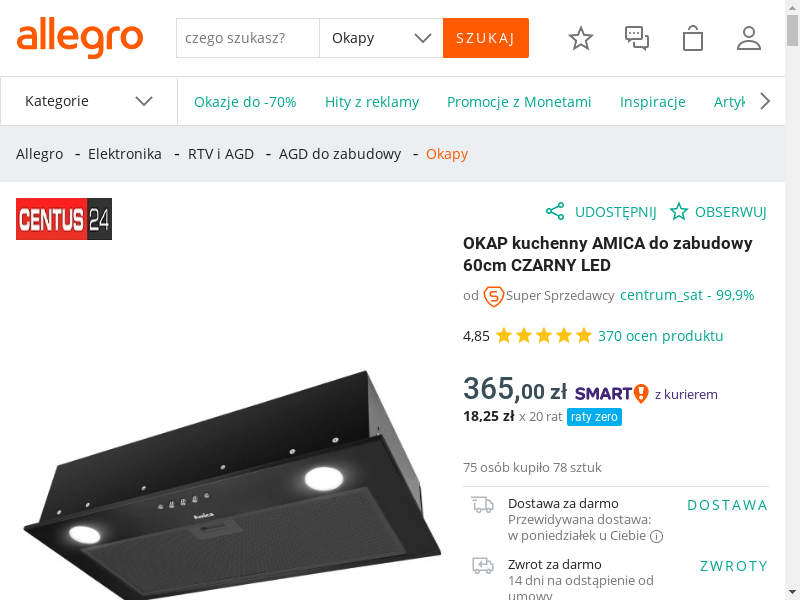 allegro
czego szukasz?
Okapy
SZUKAJ
Kategorie
Okazje do -70%
Hity z reklamy
Promocje z Monetami
Inspiracje
Artyk
Allegro - Elektronika - RTV i AGD - AGD do zabudowy - Okapy
CENTUS 24
UDOSTĘPNIJ
OBSERWUJ
OKAP kuchenny AMICA do zabudowy
60cm CZARNY LED
od Super Sprzedawcy centrum_sat - 99,9%
4,85 370 ocen produktu
365,00 zł SMART! z kurierem
18,25 zł x 20 rat raty zero
75 osób kupiło 78 sztuk
Dostawa za darmo
DOSTAWA
Przewidywana dostawa:
w poniedziałek u Ciebie
Zwrot za darmo
ZWROTY
14 dni na odstąpienie od
umowy
amica